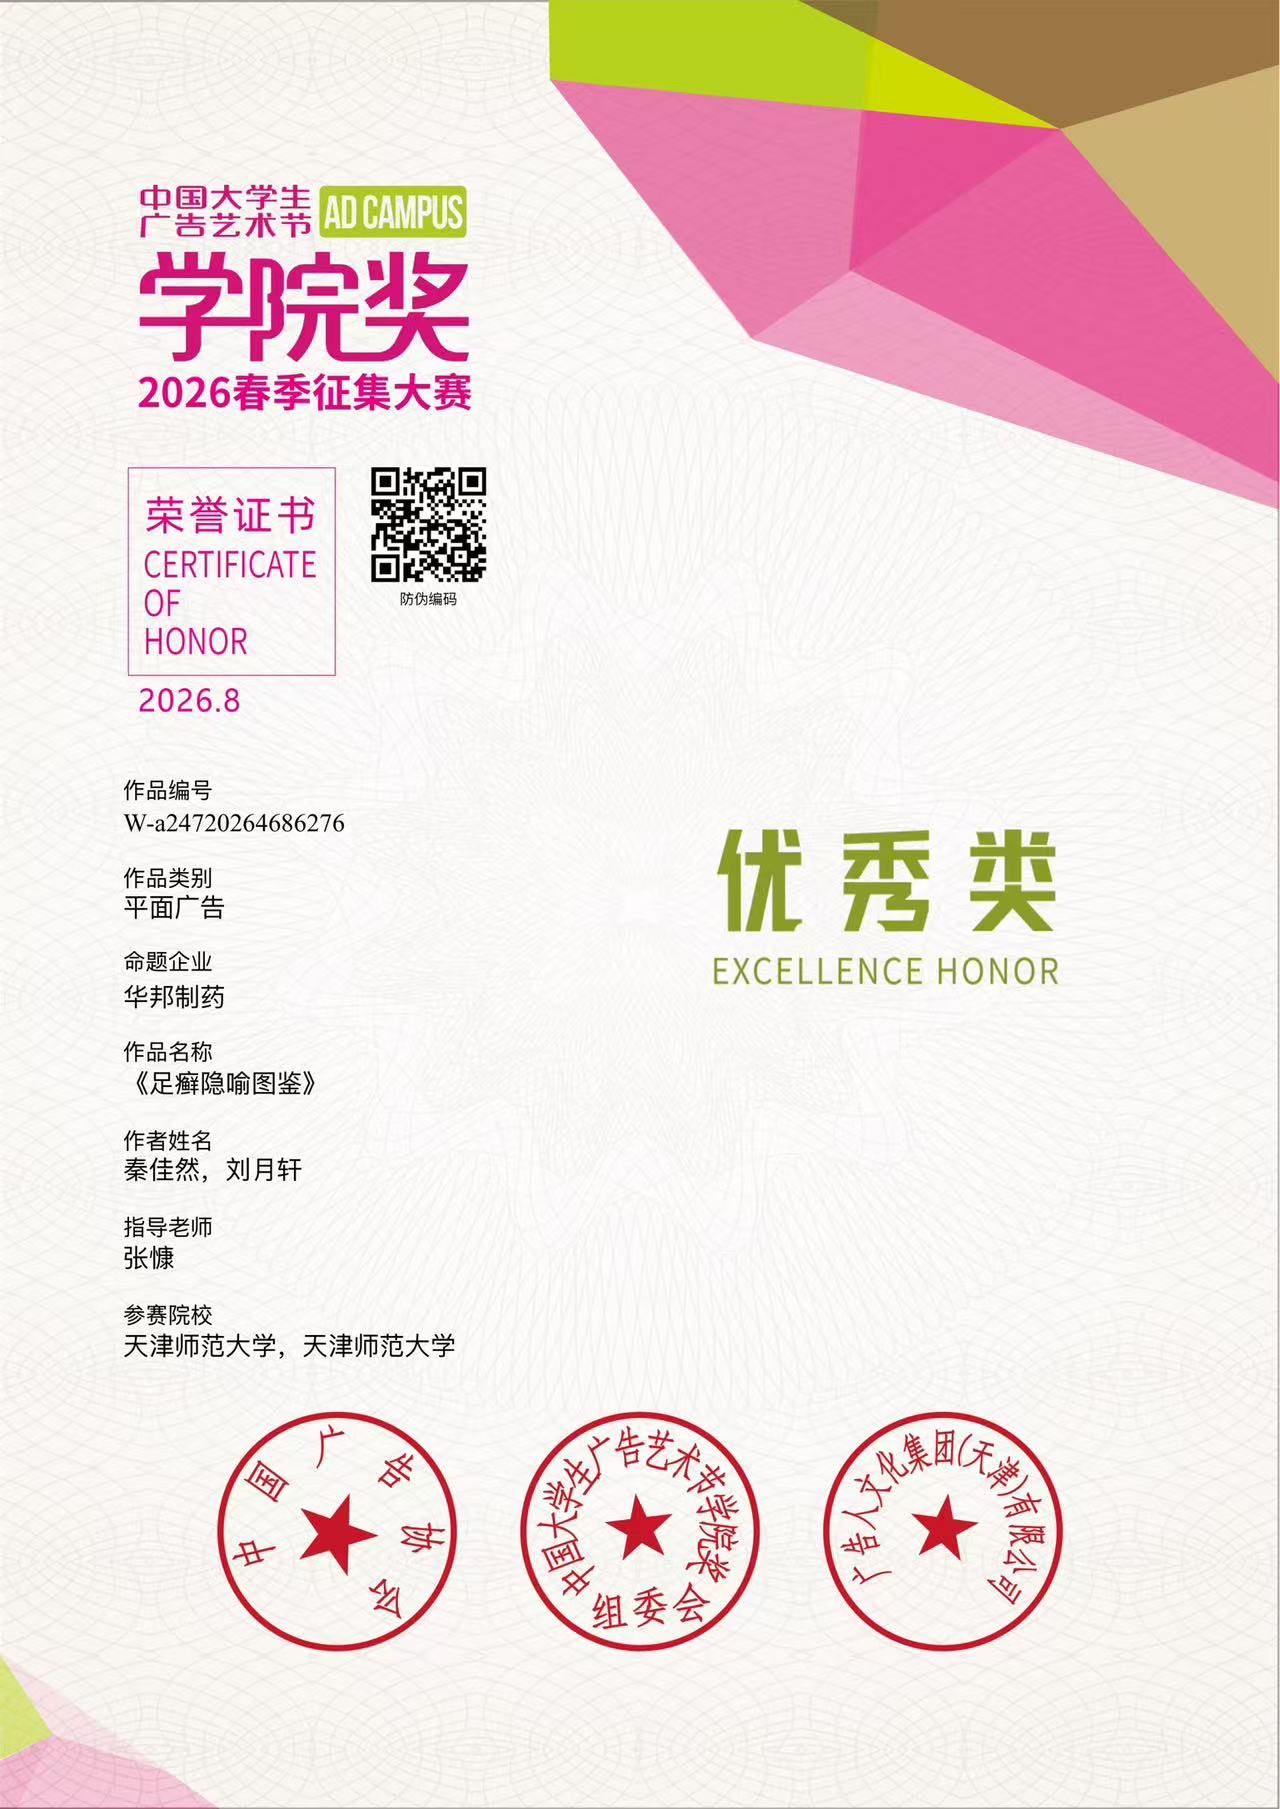 中国大学生
广告艺术节
AD CAMPUS
学院奖
2026春季征集大赛
荣誉证书
CERTIFICATE
OF
HONOR
防伪编码
2026.8
作品编号
W-a24720264686276
作品类别
平面广告
命题企业
华邦制药
作品名称
《足癣隐喻图鉴》
作者姓名
秦佳然，刘月轩
指导老师
张慷
参赛院校
天津师范大学，天津师范大学
优秀类
EXCELLENCE HONOR
中国广告协会
中国大学生广告艺术节学院奖
组委会
广告人文化集团(天津)有限公司